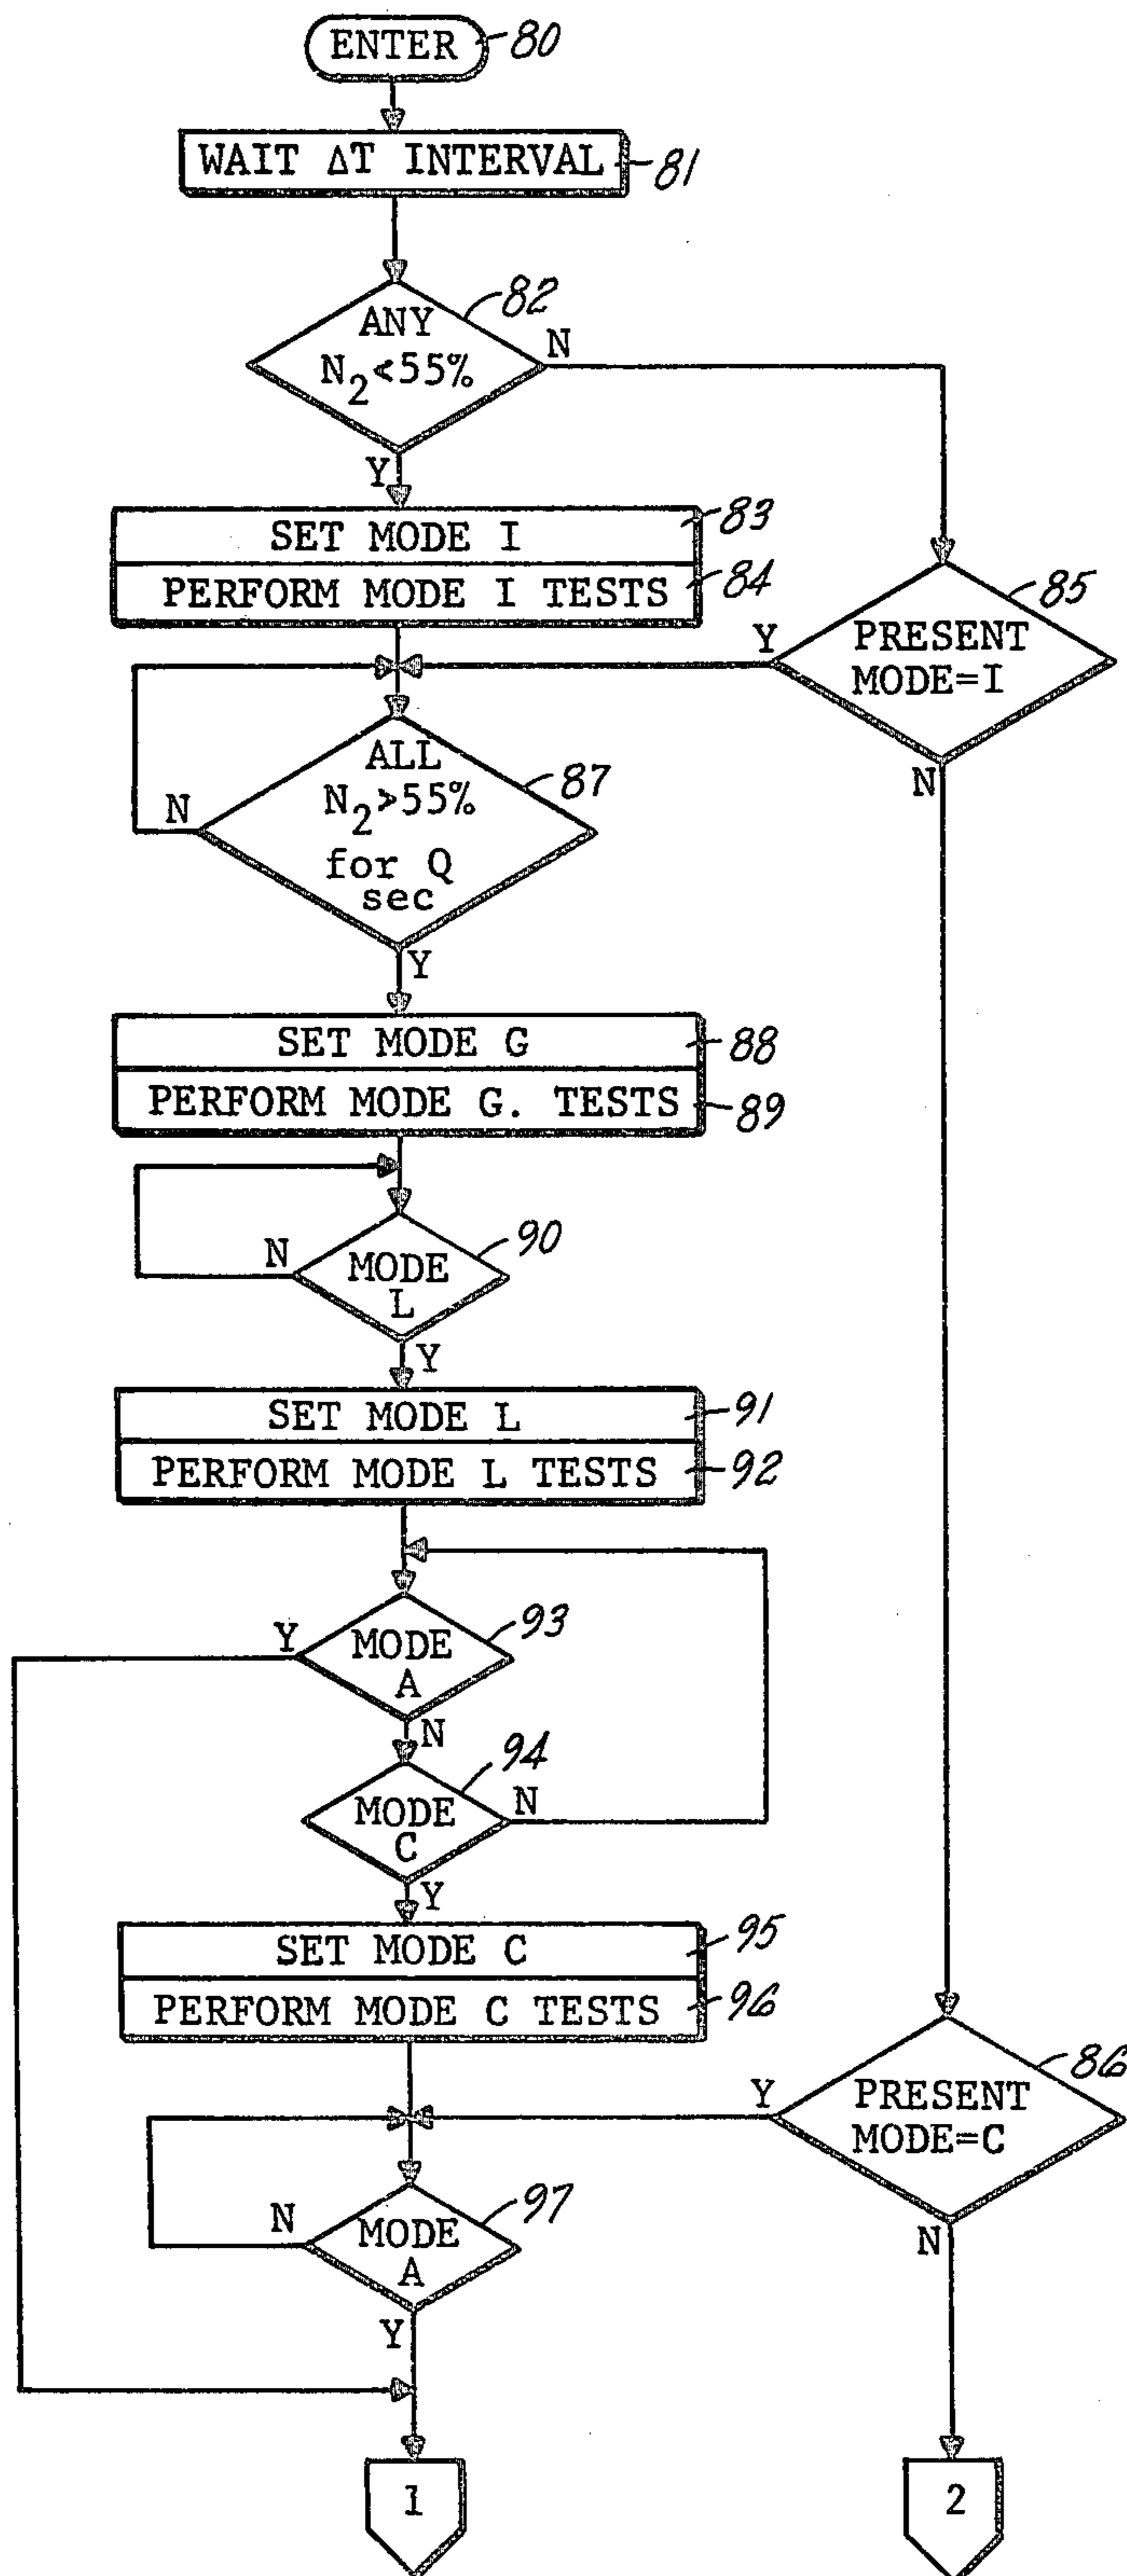 ENTER 80
WAIT ΔT INTERVAL 81
82
ANY
N2<55%
N
Y
SET MODE I 83
PERFORM MODE I TESTS 84
85
Y
PRESENT
MODE=I
N
ALL
N2>55%
for Q
sec
87
N
Y
SET MODE G 88
PERFORM MODE G. TESTS 89
90
N
MODE
L
Y
SET MODE L 91
PERFORM MODE L TESTS 92
93
Y
MODE
A
N
94
MODE
C
N
Y
SET MODE C 95
PERFORM MODE C TESTS 96
86
Y
PRESENT
MODE=C
N
97
N
MODE
A
Y
1
2